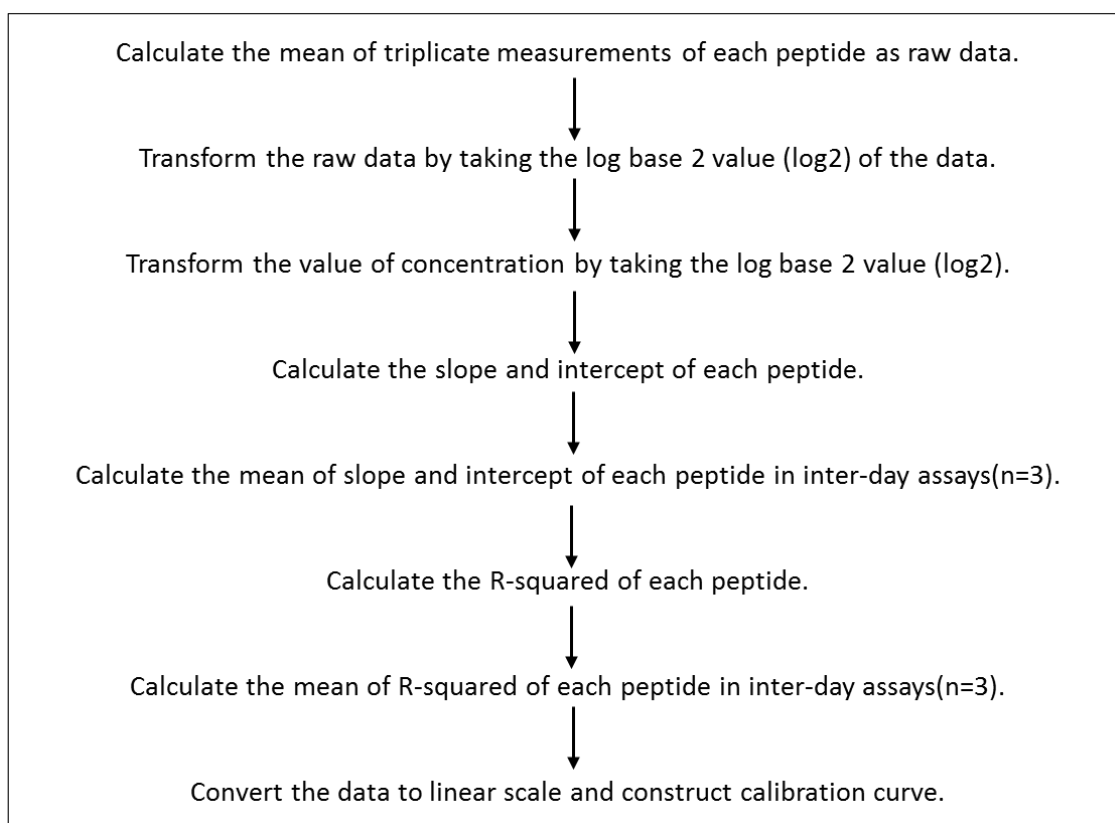 Calculate the mean of triplicate measurements of each peptide as raw data.
Transform the raw data by taking the log base 2 value (log2) of the data.
Transform the value of concentration by taking the log base 2 value (log2).
Calculate the slope and intercept of each peptide.
Calculate the mean of slope and intercept of each peptide in inter-day assays(n=3).
Calculate the R-squared of each peptide.
Calculate the mean of R-squared of each peptide in inter-day assays(n=3).
Convert the data to linear scale and construct calibration curve.